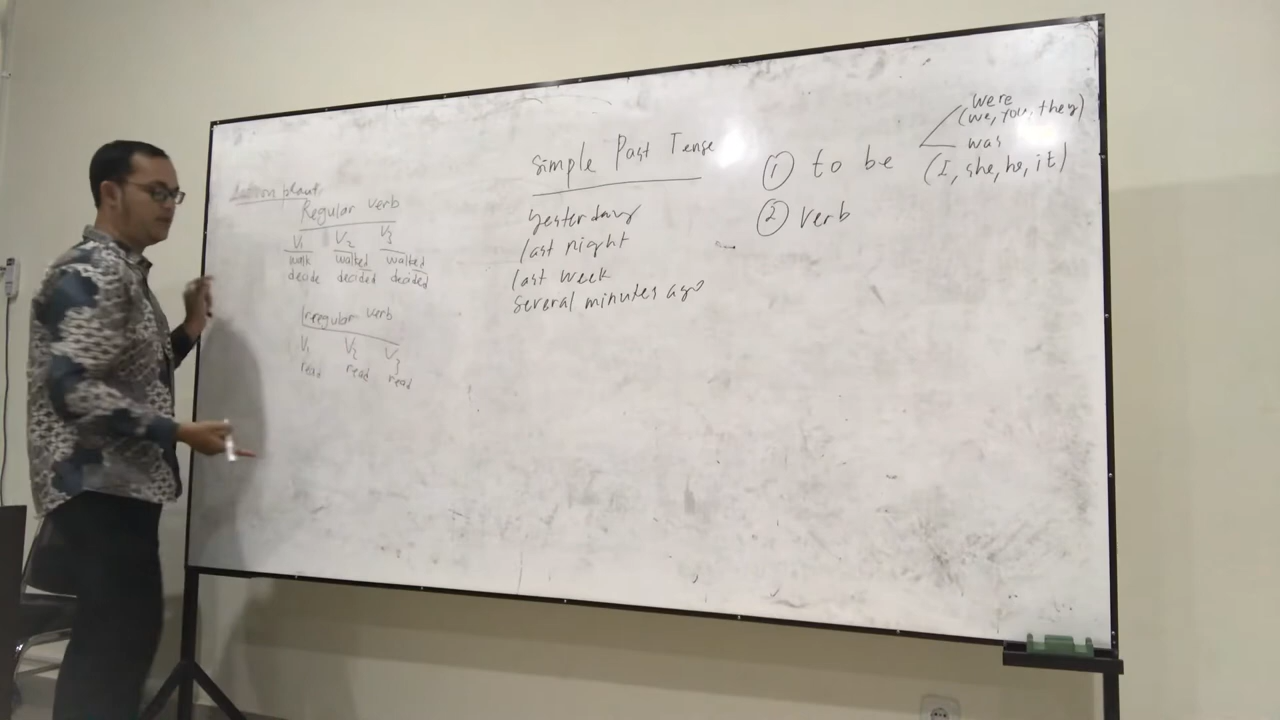 Action plant
Regular verb
V1 V2 V3
walk walked walked
decide decided decided
Irregular verb
V1 V2 V3
read read read
Simple Past Tense
yesterday
last night
last week
several minutes ago
① to be
were
(we, you, they)
was
(I, she, he, it)
② verb